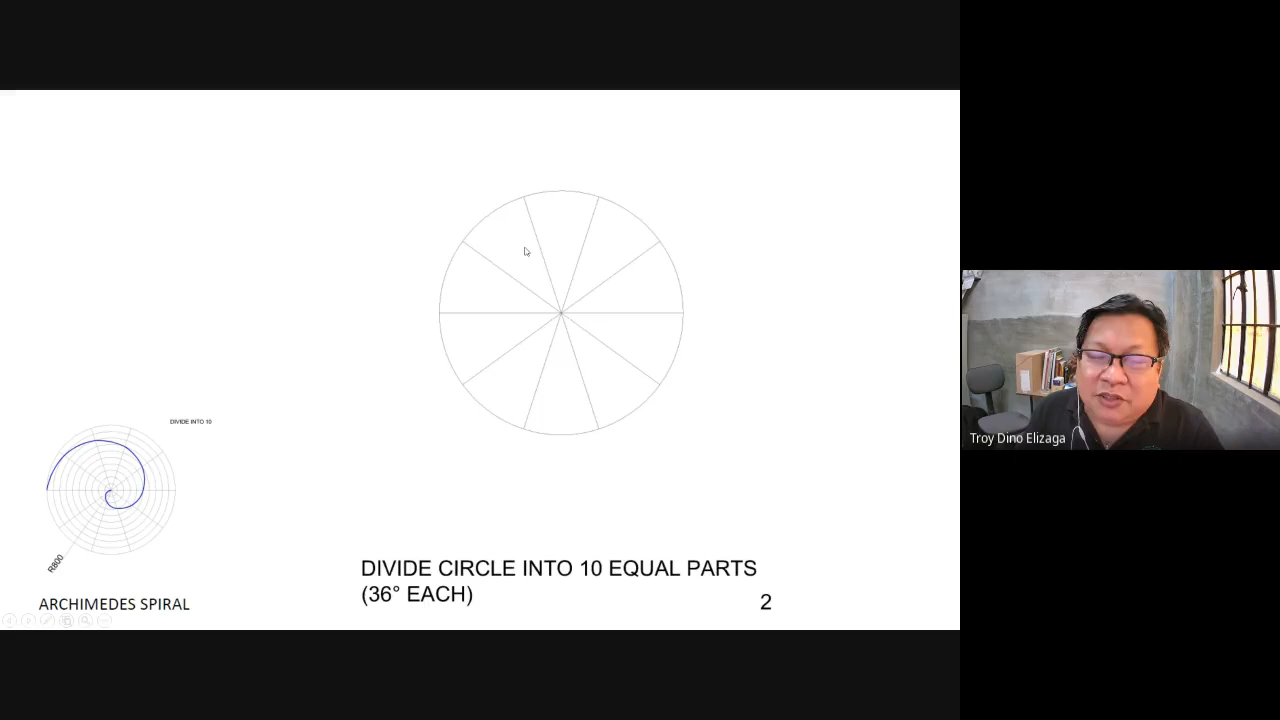 DIVIDE INTO 10
R800
ARCHIMEDES SPIRAL
DIVIDE CIRCLE INTO 10 EQUAL PARTS
(36° EACH)
2
Troy Dino Elizaga